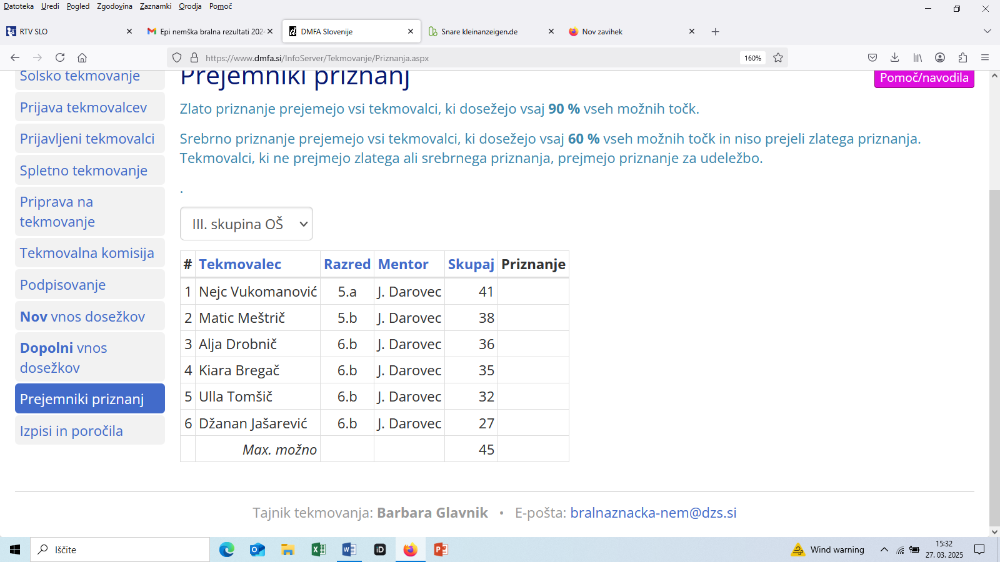 Datoteka Uredi Pogled Zgodovina Zaznamki Orodja Pomoč
RTV SLO
Epi nemška bralna rezultati 202
DMFA Slovenije
Snare kleinanzeigen.de
Nov zavihek
https://www.dmfa.si/InfoServer/Tekmovanje/Priznanja.aspx
160%
Šolsko tekmovanje
Prijava tekmovalcev
Prijavljeni tekmovalci
Spletno tekmovanje
Priprava na
tekmovanje
Tekmovalna komisija
Podpisovanje
Nov vnos dosežkov
Dopolni vnos
dosežkov
Prejemniki priznanj
Izpisi in poročila
Prejemniki priznanj
Pomoč/navodila
Zlato priznanje prejemejo vsi tekmovalci, ki dosežejo vsaj 90 % vseh možnih točk.
Srebrno priznanje prejemejo vsi tekmovalci, ki dosežejo vsaj 60 % vseh možnih točk in niso prejeli zlatega priznanja.
Tekmovalci, ki ne prejmejo zlatega ali srebrnega priznanja, prejmejo priznanje za udeležbo.
.
III. skupina OŠ
# Tekmovalec Razred Mentor Skupaj Priznanje
1 Nejc Vukomanović 5.a J. Darovec 41
2 Matic Meštrič 5.b J. Darovec 38
3 Alja Drobnič 6.b J. Darovec 36
4 Kiara Bregač 6.b J. Darovec 35
5 Ulla Tomšič 6.b J. Darovec 32
6 Džanan Jašarević 6.b J. Darovec 27
Max. možno 45
Tajnik tekmovanja: Barbara Glavnik • E-pošta: bralnaznacka-nem@dzs.si
Iščite
iD
Wind warning
15:32
27. 03. 2025